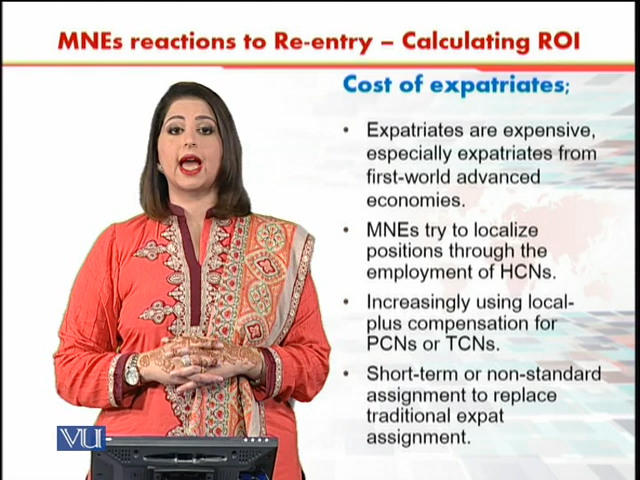 MNEs reactions to Re-entry – Calculating ROI
Cost of expatriates;
• Expatriates are expensive,
especially expatriates from
first-world advanced
economies.
• MNEs try to localize
positions through the
employment of HCNs.
• Increasingly using local-
plus compensation for
PCNs or TCNs.
• Short-term or non-standard
assignment to replace
traditional expat
assignment.
VU